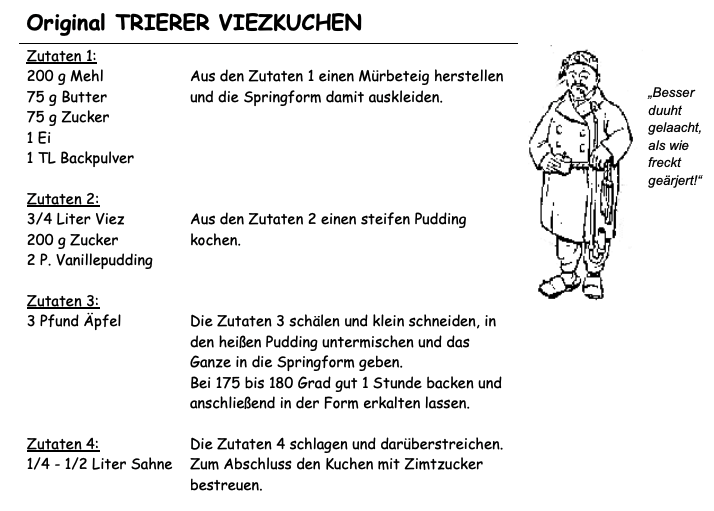 Original TRIERER VIEZKUCHEN
Zutaten 1:
200 g Mehl
75 g Butter
75 g Zucker
1 Ei
1 TL Backpulver
Aus den Zutaten 1 einen Mürbeteig herstellen
und die Springform damit auskleiden.
„Besser
duuht
gelaacht,
als wie
freckt
geärjert!“
Zutaten 2:
3/4 Liter Viez
200 g Zucker
2 P. Vanillepudding
Aus den Zutaten 2 einen steifen Pudding
kochen.
Zutaten 3:
3 Pfund Äpfel
Die Zutaten 3 schälen und klein schneiden, in
den heißen Pudding untermischen und das
Ganze in die Springform geben.
Bei 175 bis 180 Grad gut 1 Stunde backen und
anschließend in der Form erkalten lassen.
Zutaten 4:
1/4 - 1/2 Liter Sahne
Die Zutaten 4 schlagen und darüberstreichen.
Zum Abschluss den Kuchen mit Zimtzucker
bestreuen.